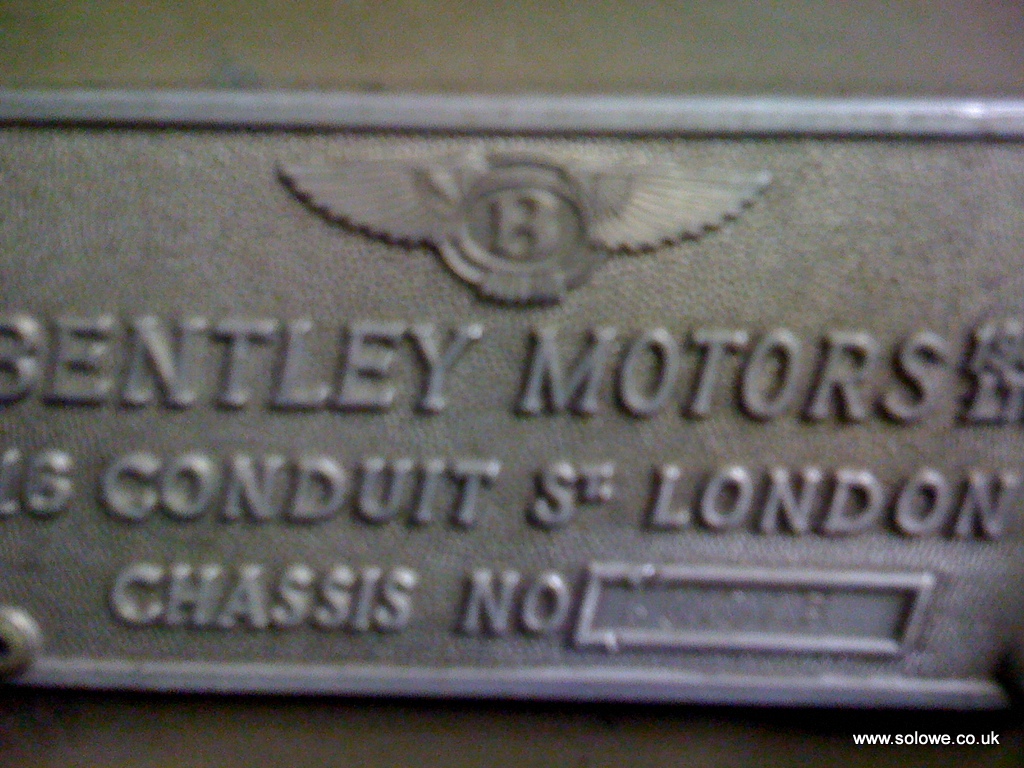 B
BENTLEY MOTORS
16 CONDUIT ST LONDON
CHASSIS NO
www.solowe.co.uk